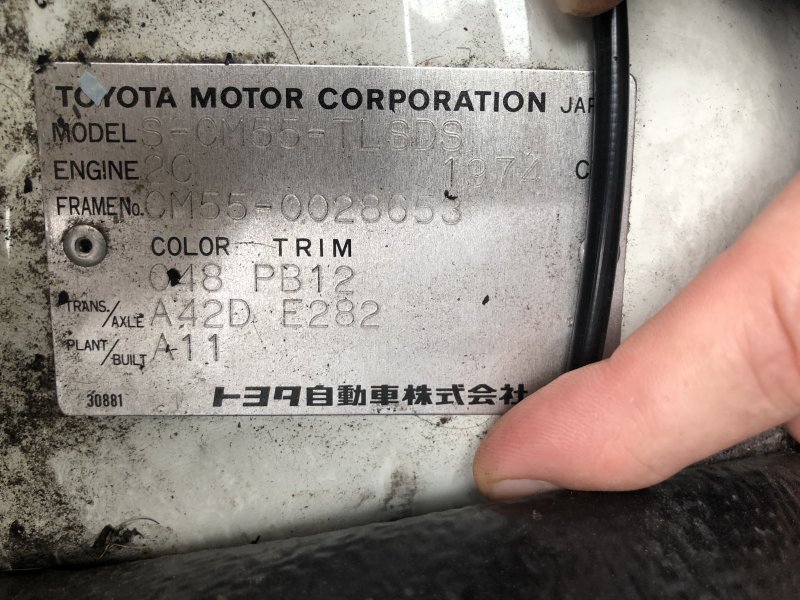 TOYOTA MOTOR CORPORATION JAP
MODEL S-CM55-TLSDS
ENGINE 2C 1974 C
FRAME No. CM55-0028653
COLOR TRIM
048 PB12
TRANS./AXLE A42D E282
PLANT/BUILT A11
30881 トヨタ自動車株式会社